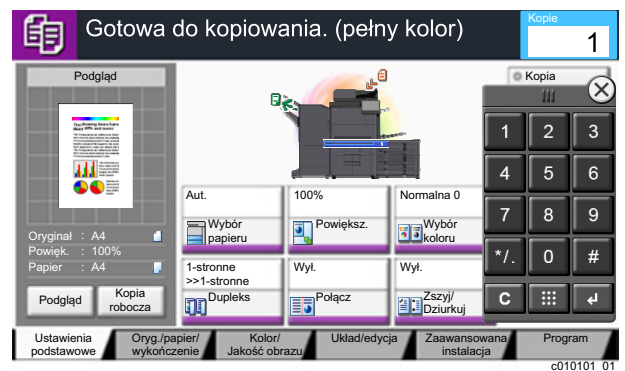 Gotowa do kopiowania. (pełny kolor)
Kopie
1
Podgląd
Oryginał : A4
Powięk. : 100%
Papier : A4
Podgląd
Kopia
robocza
Aut.
Wybór
papieru
100%
Powiększ.
Normalna 0
Wybór
koloru
1-stronne
>>1-stronne
Dupleks
Wył.
Połącz
Wył.
Zszyj/
Dziurkuj
Kopia
1 2 3
4 5 6
7 8 9
*/. 0 #
C
Ustawienia
podstawowe
Oryg./papier/
wykończenie
Kolor/
Jakość obrazu
Układ/edycja
Zaawansowana
instalacja
Program
c010101_01